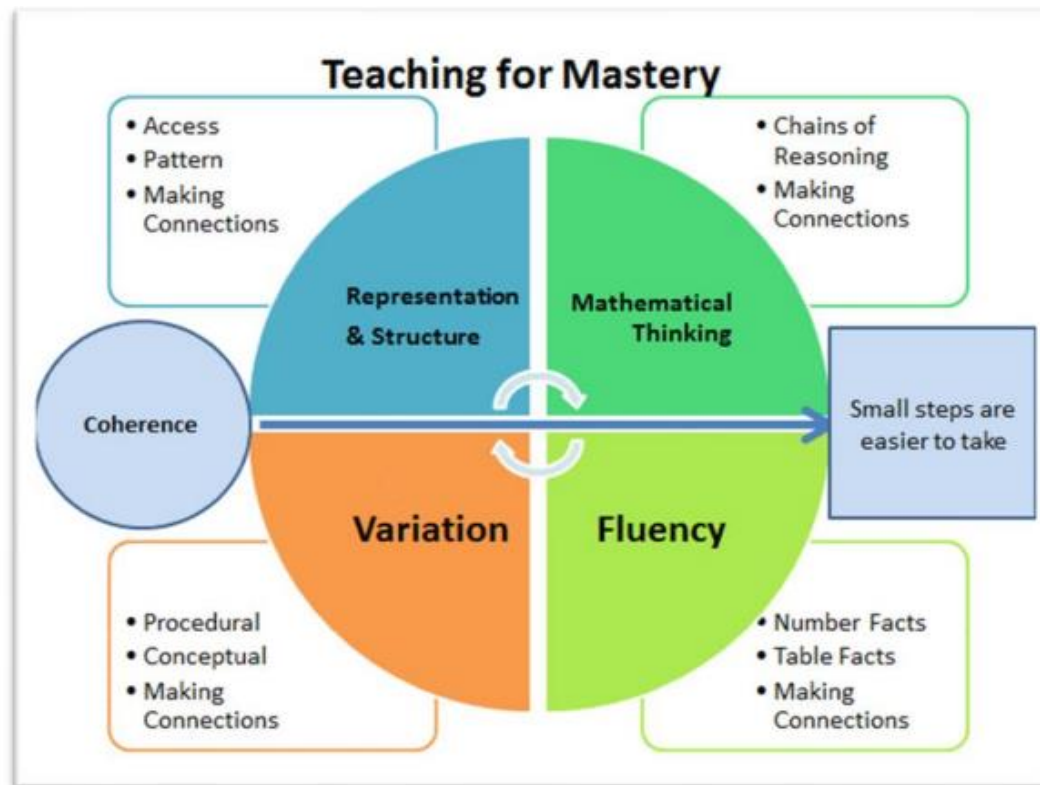 Teaching for Mastery
• Access
• Pattern
• Making
Connections
• Chains of
Reasoning
• Making
Connections
Representation
& Structure
Mathematical
Thinking
Coherence
Small steps are
easier to take
Variation
Fluency
• Procedural
• Conceptual
• Making
Connections
• Number Facts
• Table Facts
• Making
Connections